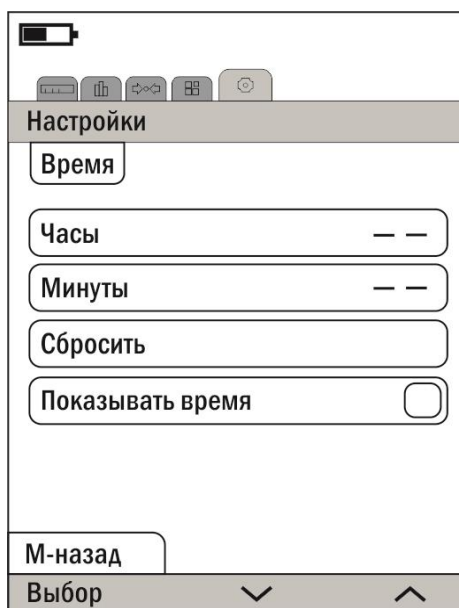 Настройки
Время
Часы – –
Минуты – –
Сбросить
Показывать время
М-назад
Выбор